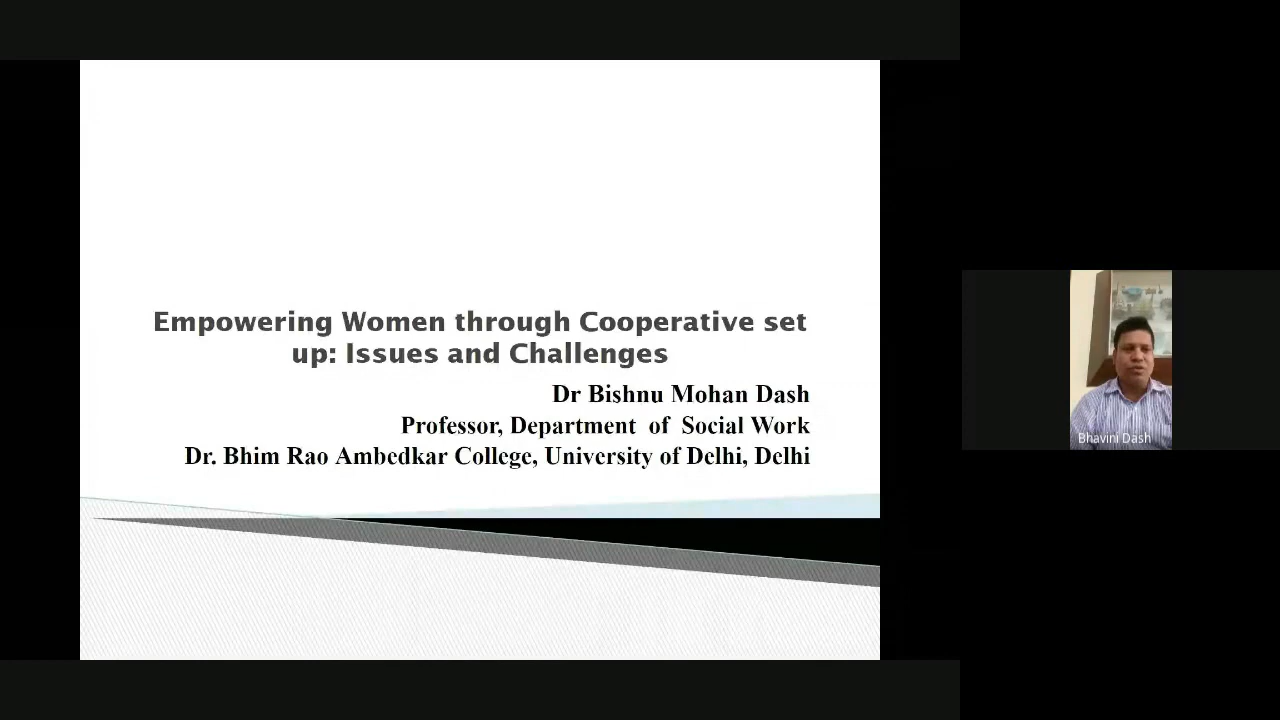 Empowering Women through Cooperative set
up: Issues and Challenges
Dr Bishnu Mohan Dash
Professor, Department of Social Work
Dr. Bhim Rao Ambedkar College, University of Delhi, Delhi
Bhavini Dash